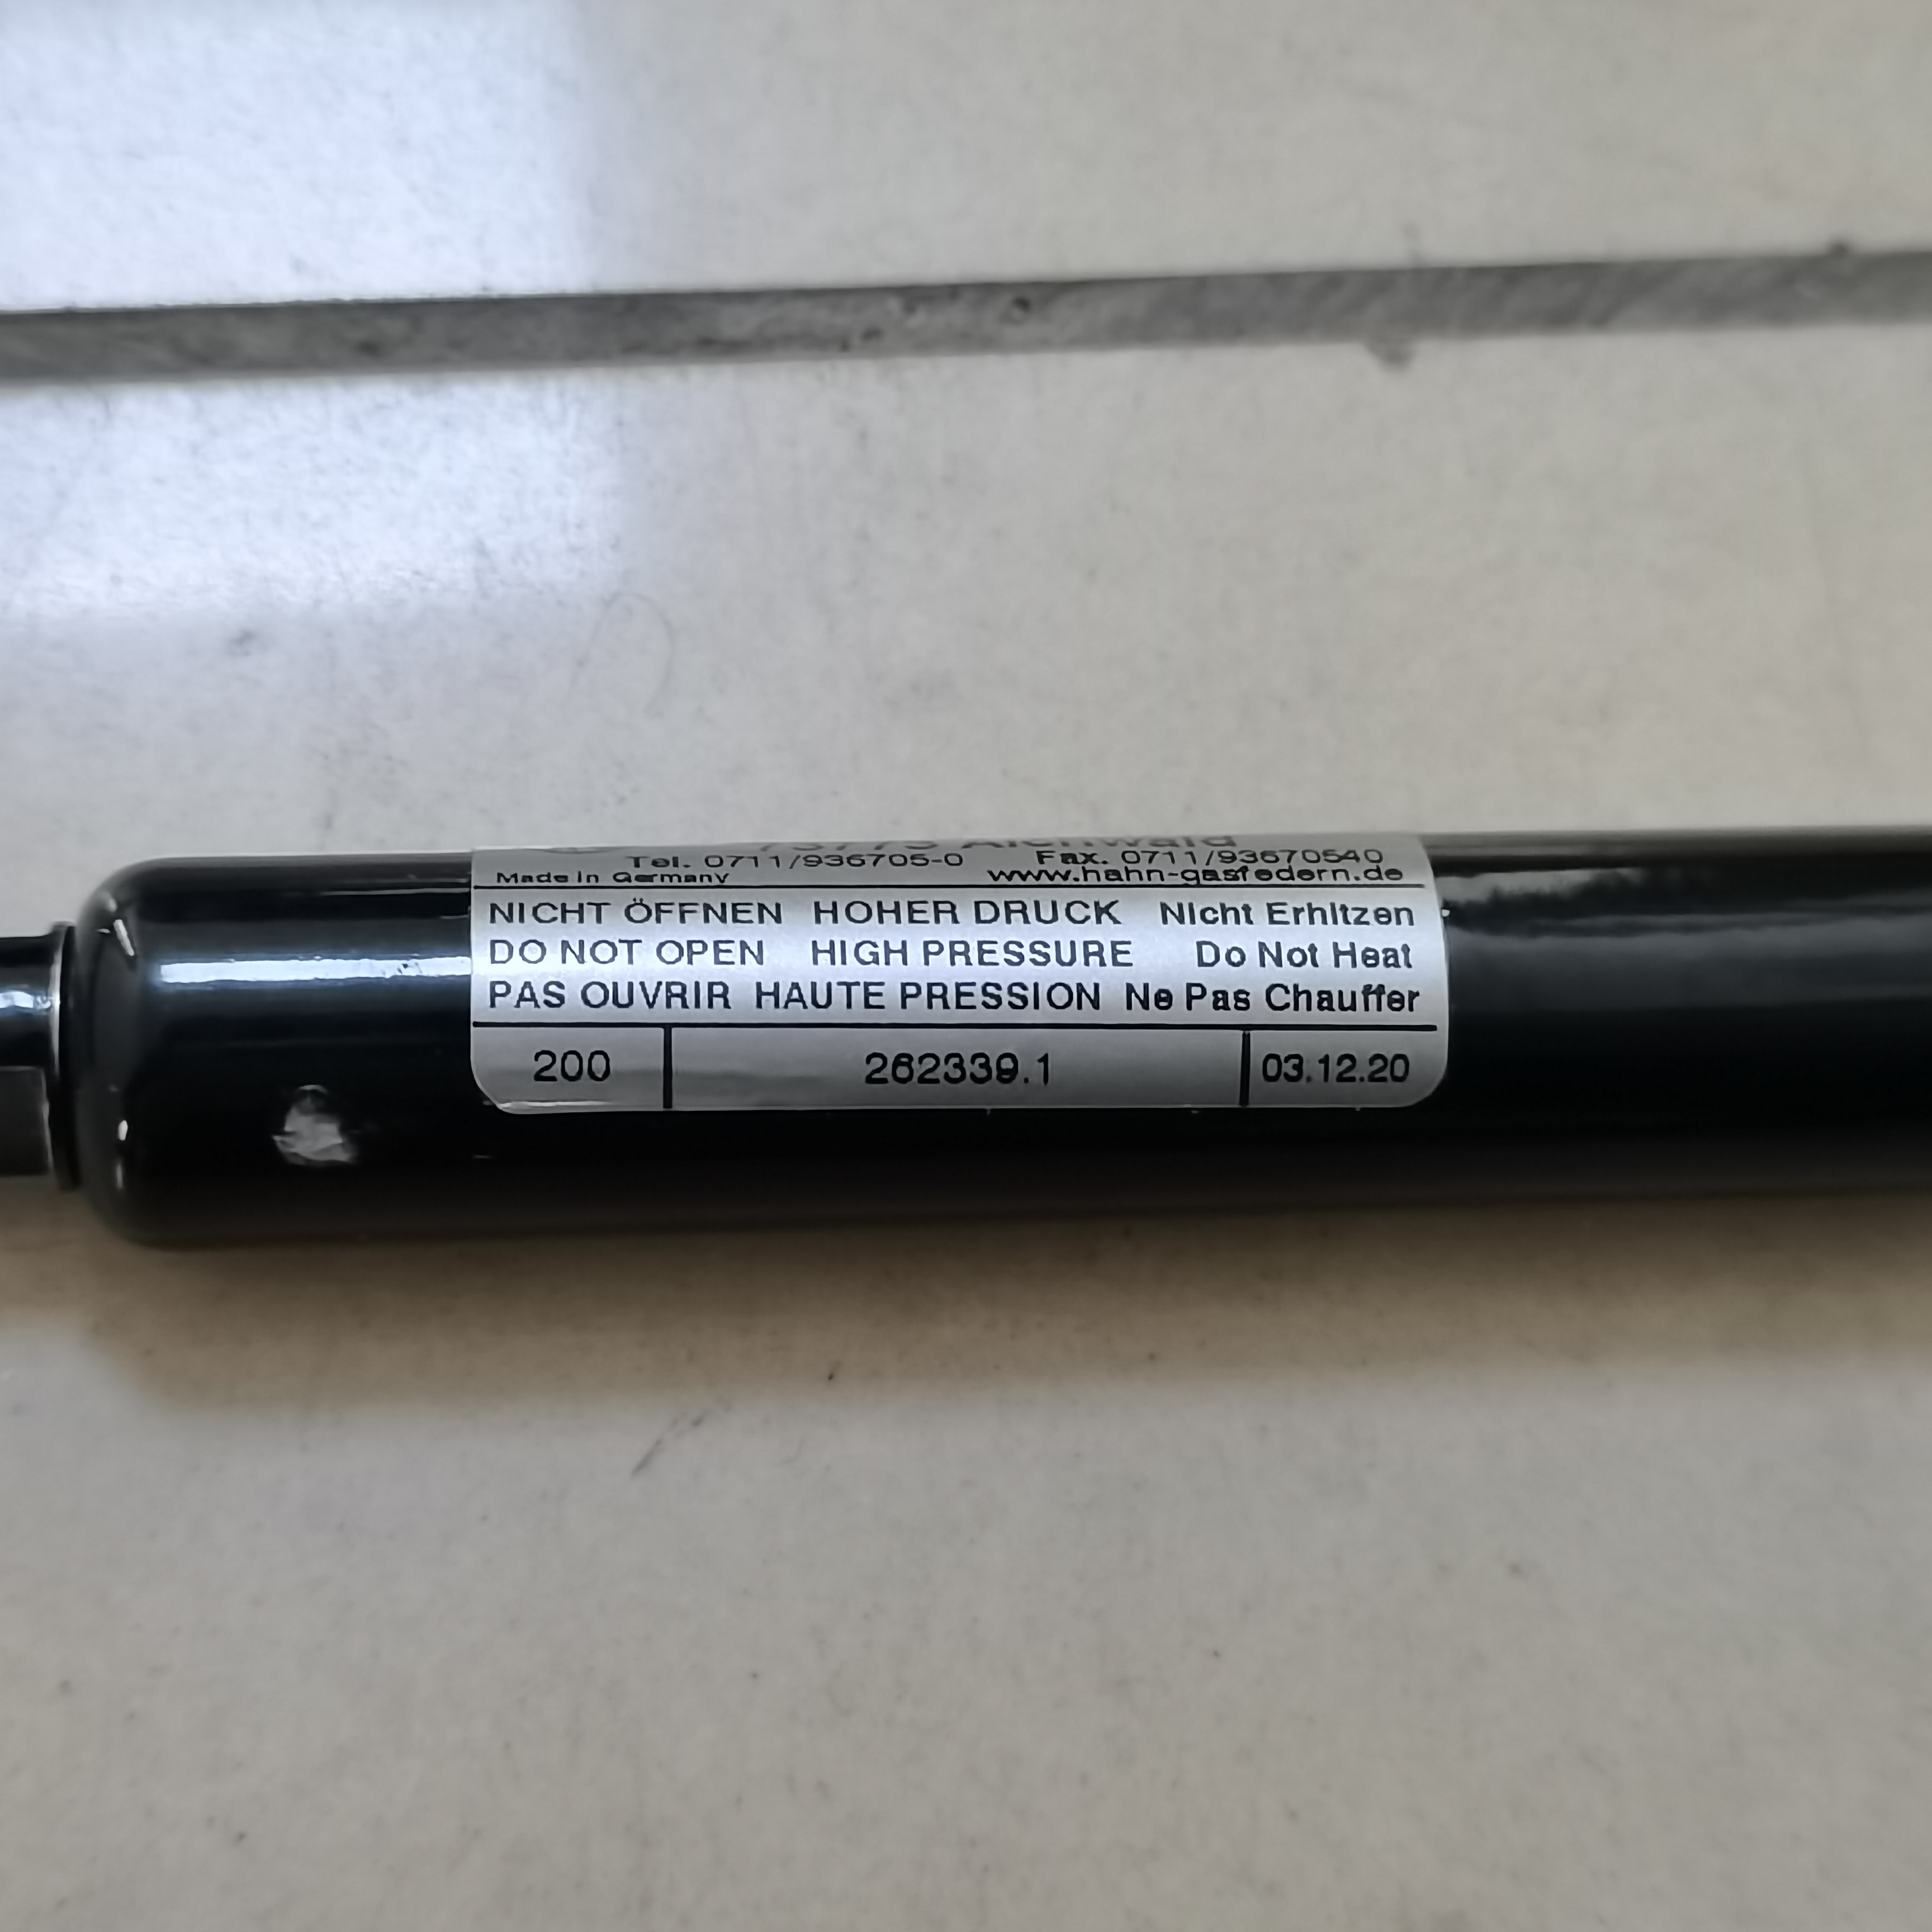 73773 Aichwald
Tel. 0711/936705-0 Fax. 0711/93670540
Made in Germany www.hahn-gasfedern.de
NICHT ÖFFNEN HOHER DRUCK Nicht Erhitzen
DO NOT OPEN HIGH PRESSURE Do Not Heat
PAS OUVRIR HAUTE PRESSION Ne Pas Chauffer
200 262339.1 03.12.20